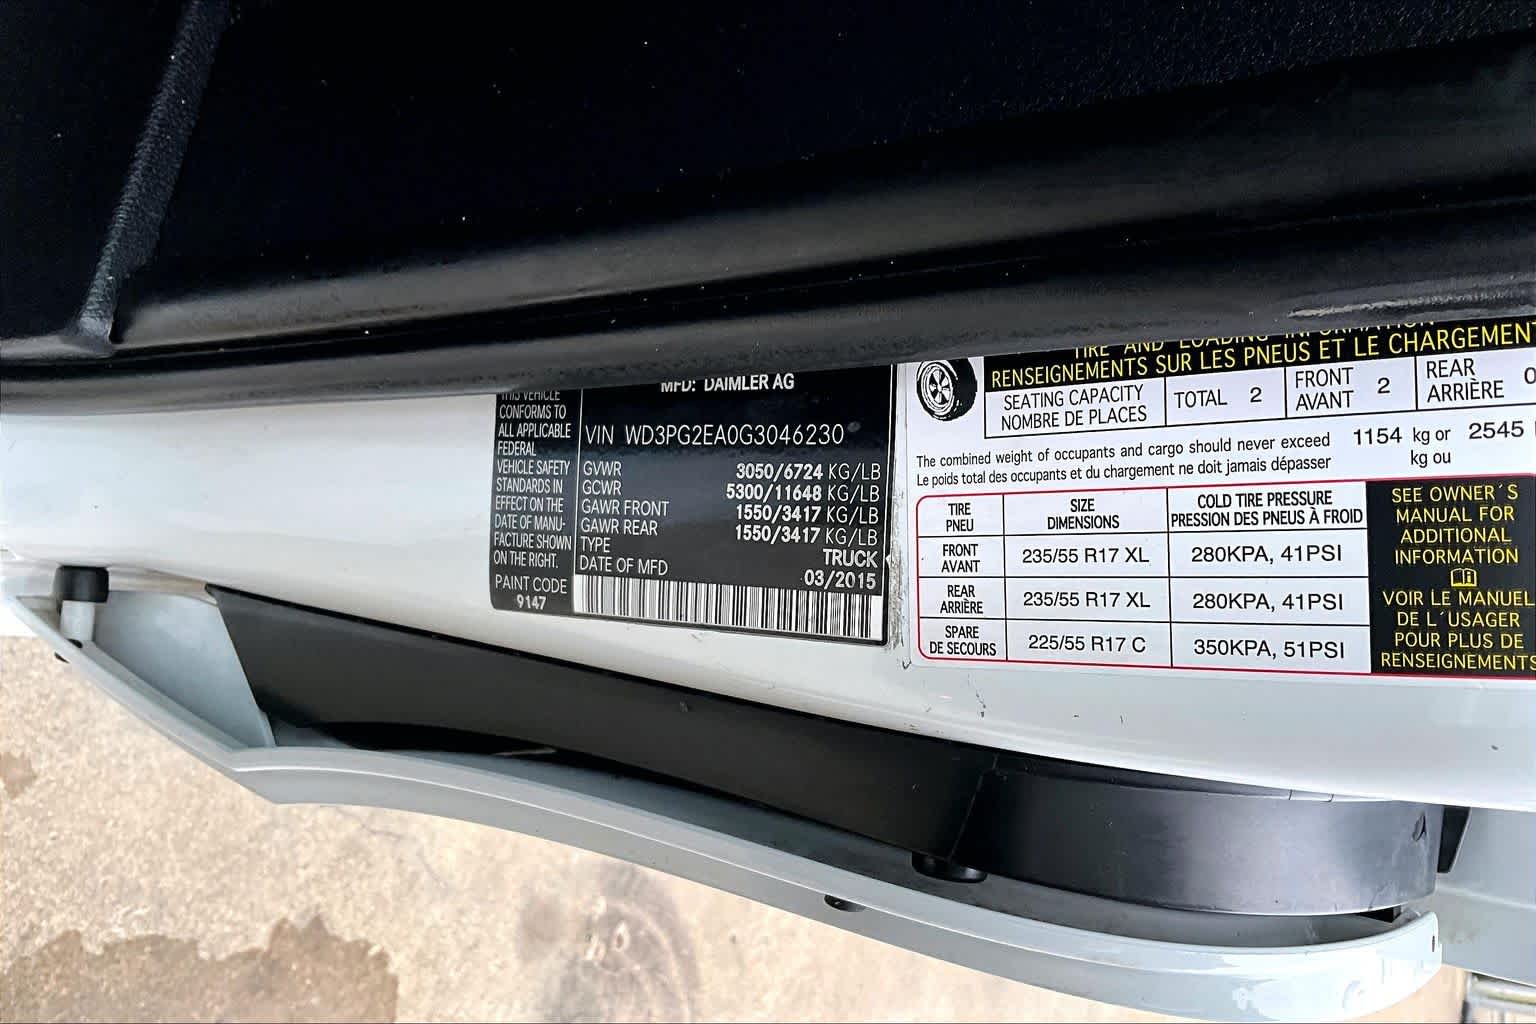 MFD: DAIMLER AG
THIS VEHICLE
CONFORMS TO
ALL APPLICABLE
FEDERAL
VEHICLE SAFETY
STANDARDS IN
EFFECT ON THE
DATE OF MANU-
FACTURE SHOWN
ON THE RIGHT.
PAINT CODE
9147
VIN WD3PG2EA0G3046230
GVWR 3050/6724 KG/LB
GCWR 5300/11648 KG/LB
GAWR FRONT 1550/3417 KG/LB
GAWR REAR 1550/3417 KG/LB
TYPE TRUCK
DATE OF MFD 03/2015
TIRE AND LOADING INFORMATION
RENSEIGNEMENTS SUR LES PNEUS ET LE CHARGEMENT
SEATING CAPACITY
NOMBRE DE PLACES
TOTAL 2
FRONT
AVANT 2
REAR
ARRIÈRE 0
The combined weight of occupants and cargo should never exceed
Le poids total des occupants et du chargement ne doit jamais dépasser
1154 kg or 2545
kg ou
TIRE
PNEU
SIZE
DIMENSIONS
COLD TIRE PRESSURE
PRESSION DES PNEUS À FROID
FRONT
AVANT
235/55 R17 XL
280KPA, 41PSI
REAR
ARRIÈRE
235/55 R17 XL
280KPA, 41PSI
SPARE
DE SECOURS
225/55 R17 C
350KPA, 51PSI
SEE OWNER´S
MANUAL FOR
ADDITIONAL
INFORMATION
VOIR LE MANUEL
DE L´USAGER
POUR PLUS DE
RENSEIGNEMENTS